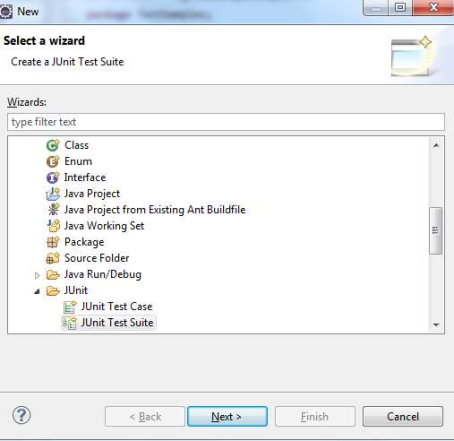 New
Select a wizard
Create a JUnit Test Suite
Wizards:
type filter text
Class
Enum
Interface
Java Project
Java Project from Existing Ant Buildfile
Java Working Set
Package
Source Folder
Java Run/Debug
JUnit
JUnit Test Case
JUnit Test Suite
< Back Next > Finish Cancel